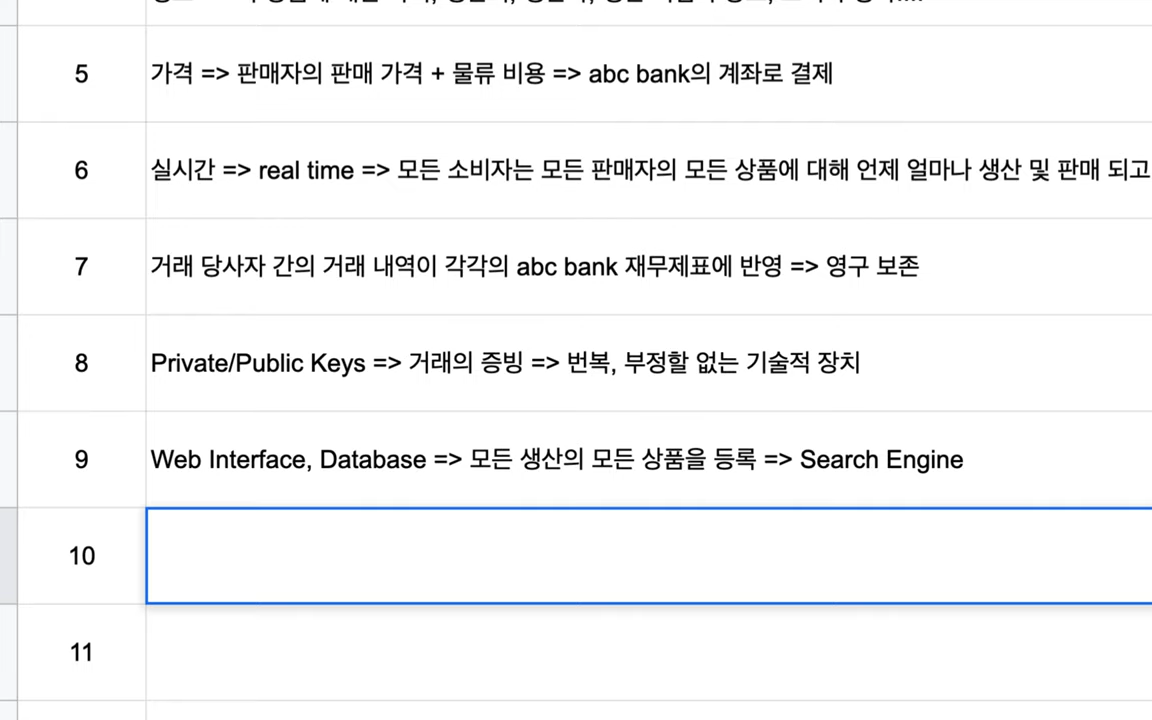 5 가격 => 판매자의 판매 가격 + 물류 비용 => abc bank의 계좌로 결제
6 실시간 => real time => 모든 소비자는 모든 판매자의 모든 상품에 대해 언제 얼마나 생산 및 판매 되고
7 거래 당사자 간의 거래 내역이 각각의 abc bank 재무제표에 반영 => 영구 보존
8 Private/Public Keys => 거래의 증빙 => 번복, 부정할 없는 기술적 장치
9 Web Interface, Database => 모든 생산의 모든 상품을 등록 => Search Engine
10
11